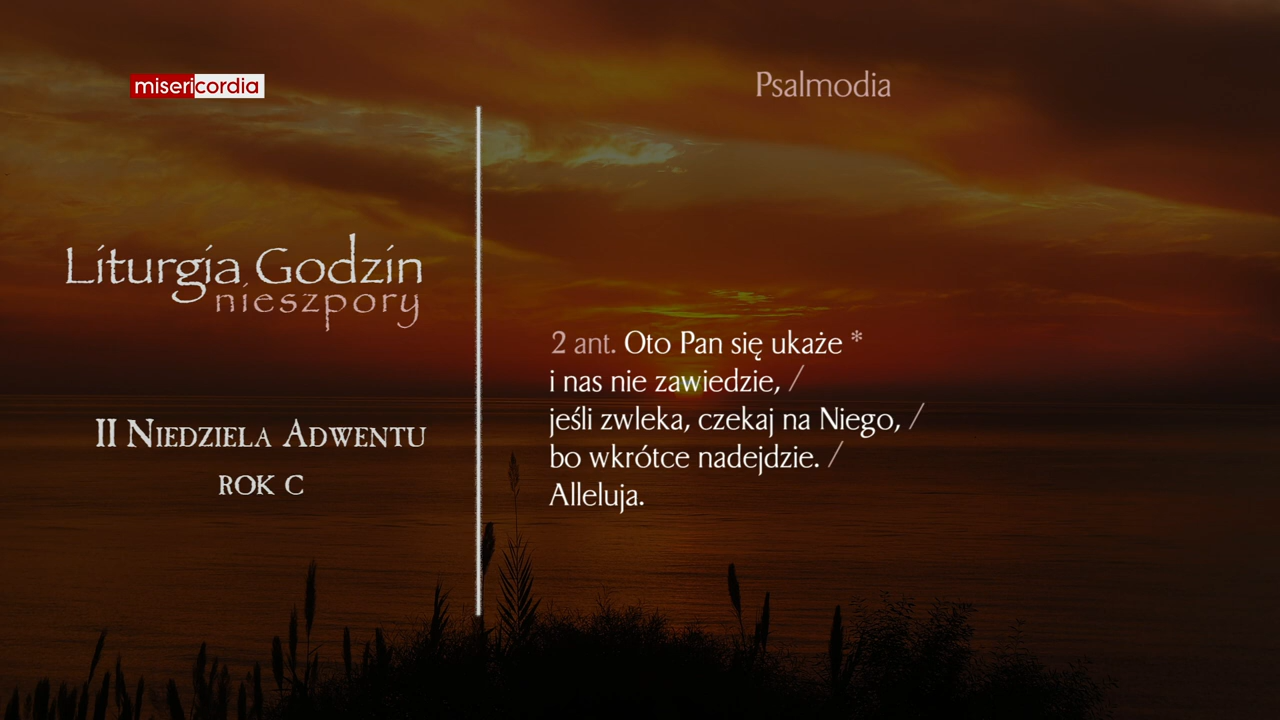 misericordia
Psalmodia
Liturgia Godzin
nieszpory
II Niedziela Adwentu
rok C
2 ant. Oto Pan się ukaże *
i nas nie zawiedzie, /
jeśli zwleka, czekaj na Niego, /
bo wkrótce nadejdzie. /
Alleluja.